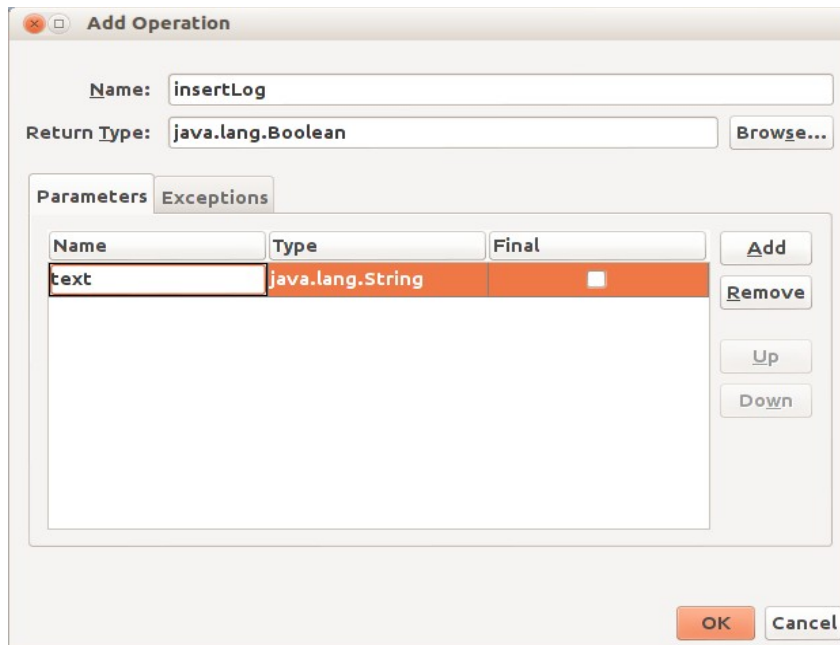 Add Operation
Name: insertLog
Return Type: java.lang.Boolean Browse...
Parameters Exceptions
Name Type Final Add
text java.lang.String
Remove
Up
Down
OK Cancel